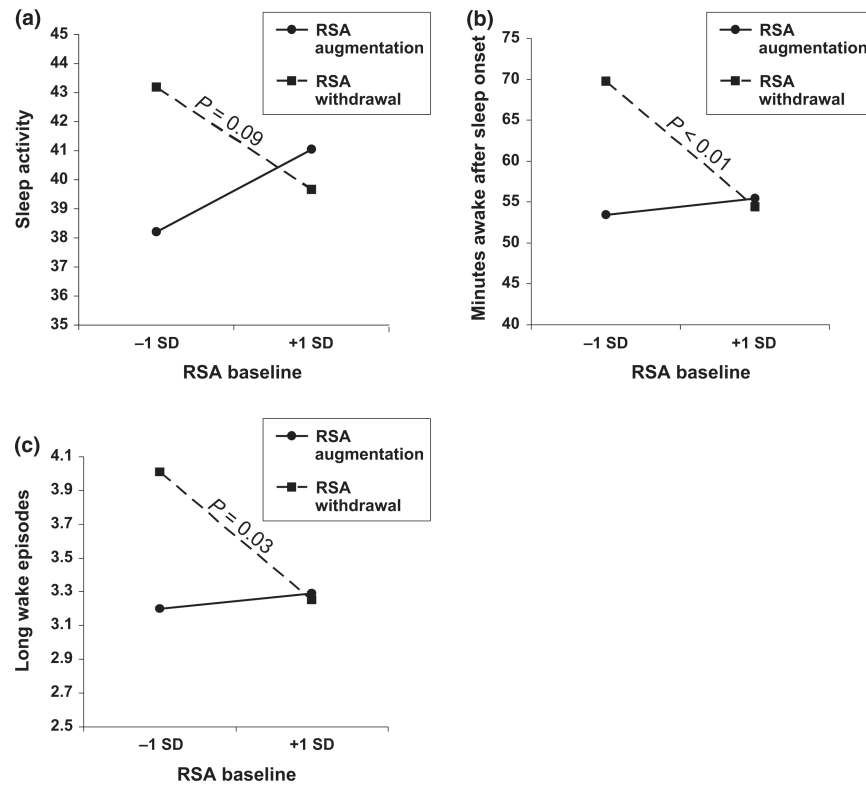 (a)
45
44
43
42
41
40
39
38
37
36
35
Sleep activity
RSA
augmentation
RSA
withdrawal
P = 0.09
–1 SD
+1 SD
RSA baseline
(b)
75
70
65
60
55
50
45
40
Minutes awake after sleep onset
RSA
augmentation
RSA
withdrawal
P < 0.01
–1 SD
+1 SD
RSA baseline
(c)
4.1
3.9
3.7
3.5
3.3
3.1
2.9
2.7
2.5
Long wake episodes
RSA
augmentation
RSA
withdrawal
P = 0.03
–1 SD
+1 SD
RSA baseline